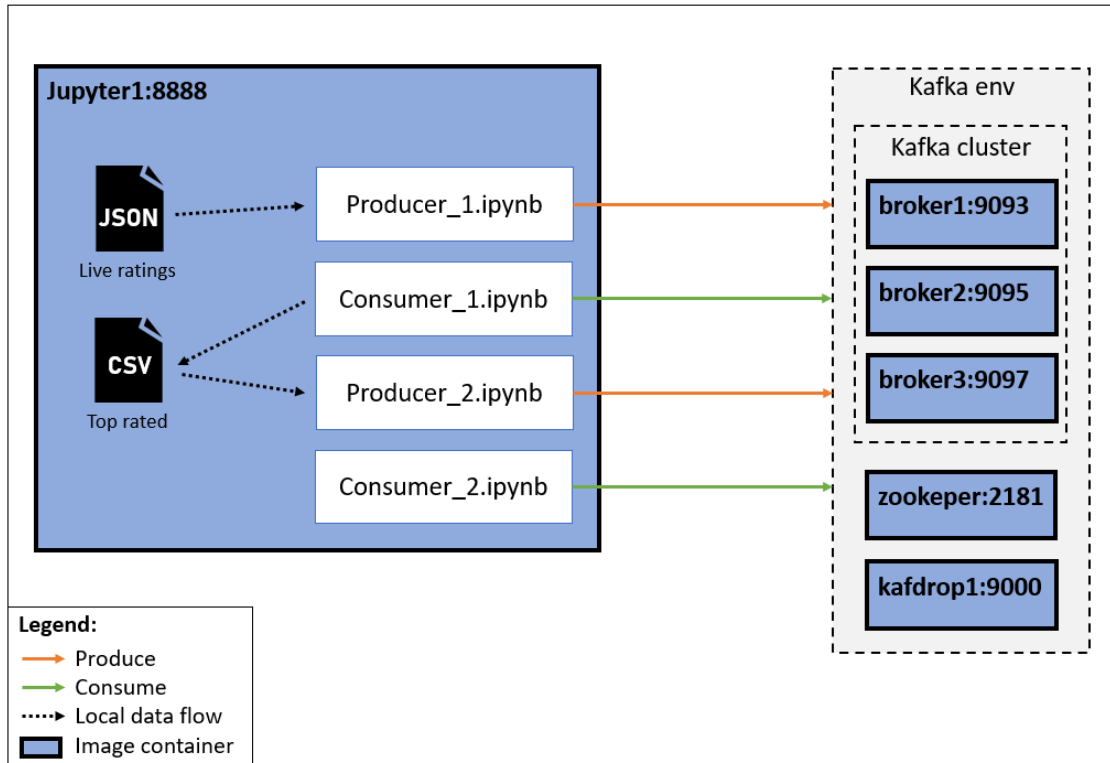 Jupyter1:8888
JSON
Live ratings
CSV
Top rated
Producer_1.ipynb
Consumer_1.ipynb
Producer_2.ipynb
Consumer_2.ipynb
Kafka env
Kafka cluster
broker1:9093
broker2:9095
broker3:9097
zookeper:2181
kafdrop1:9000
Legend:
Produce
Consume
Local data flow
Image container